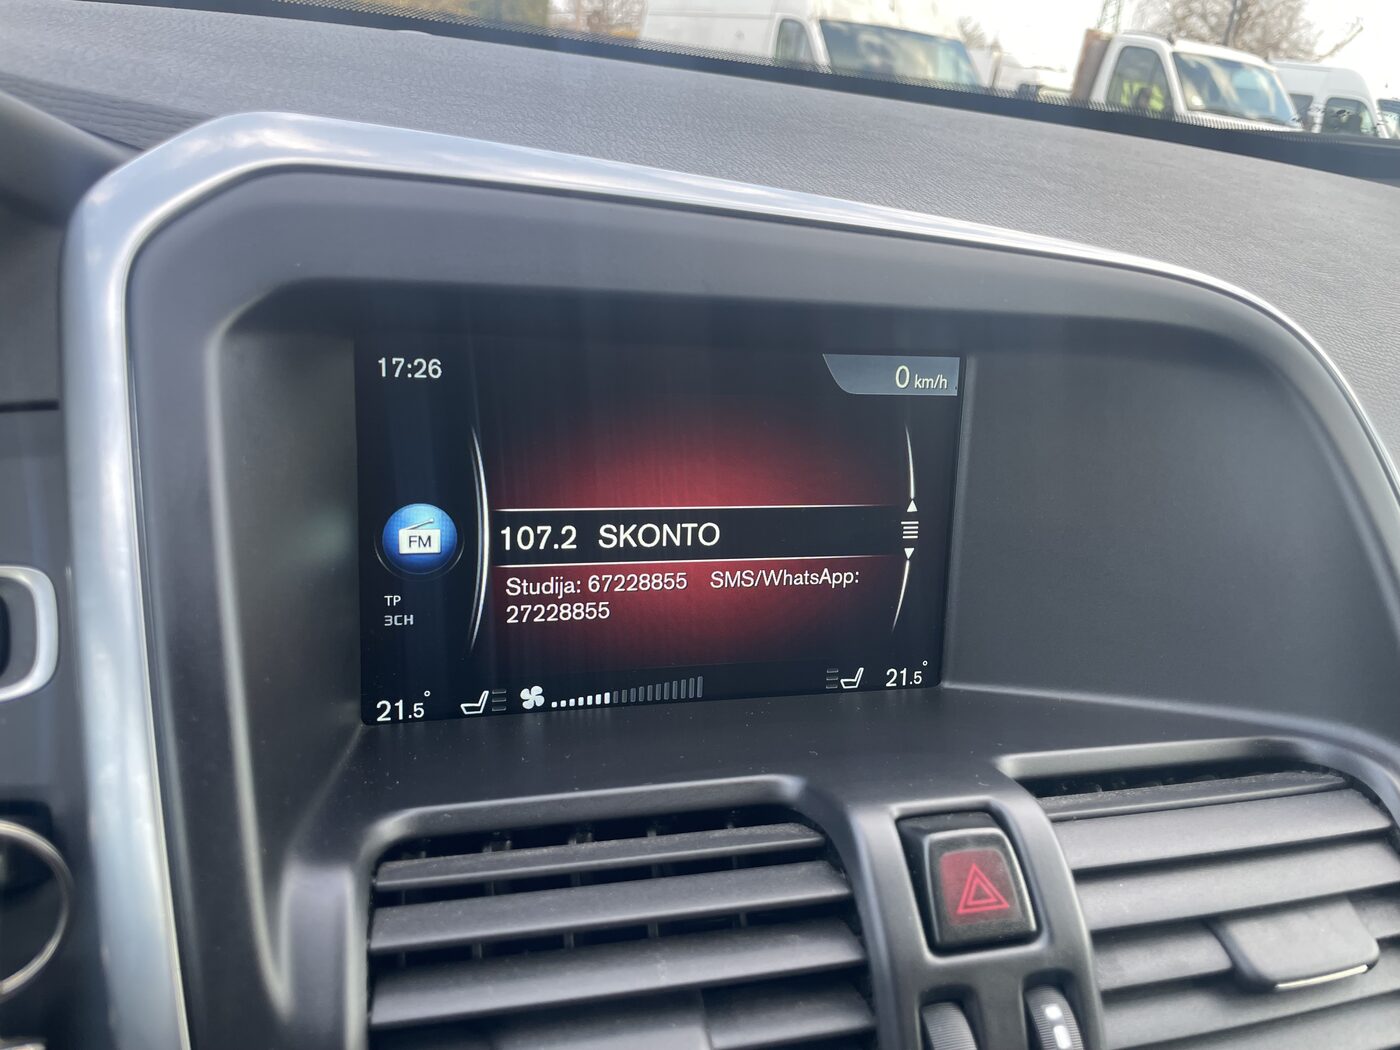 17:26
0 km/h
FM
107.2 SKONTO
Studija: 67228855 SMS/WhatsApp:
27228855
TP
3CH
21.5°
21.5°